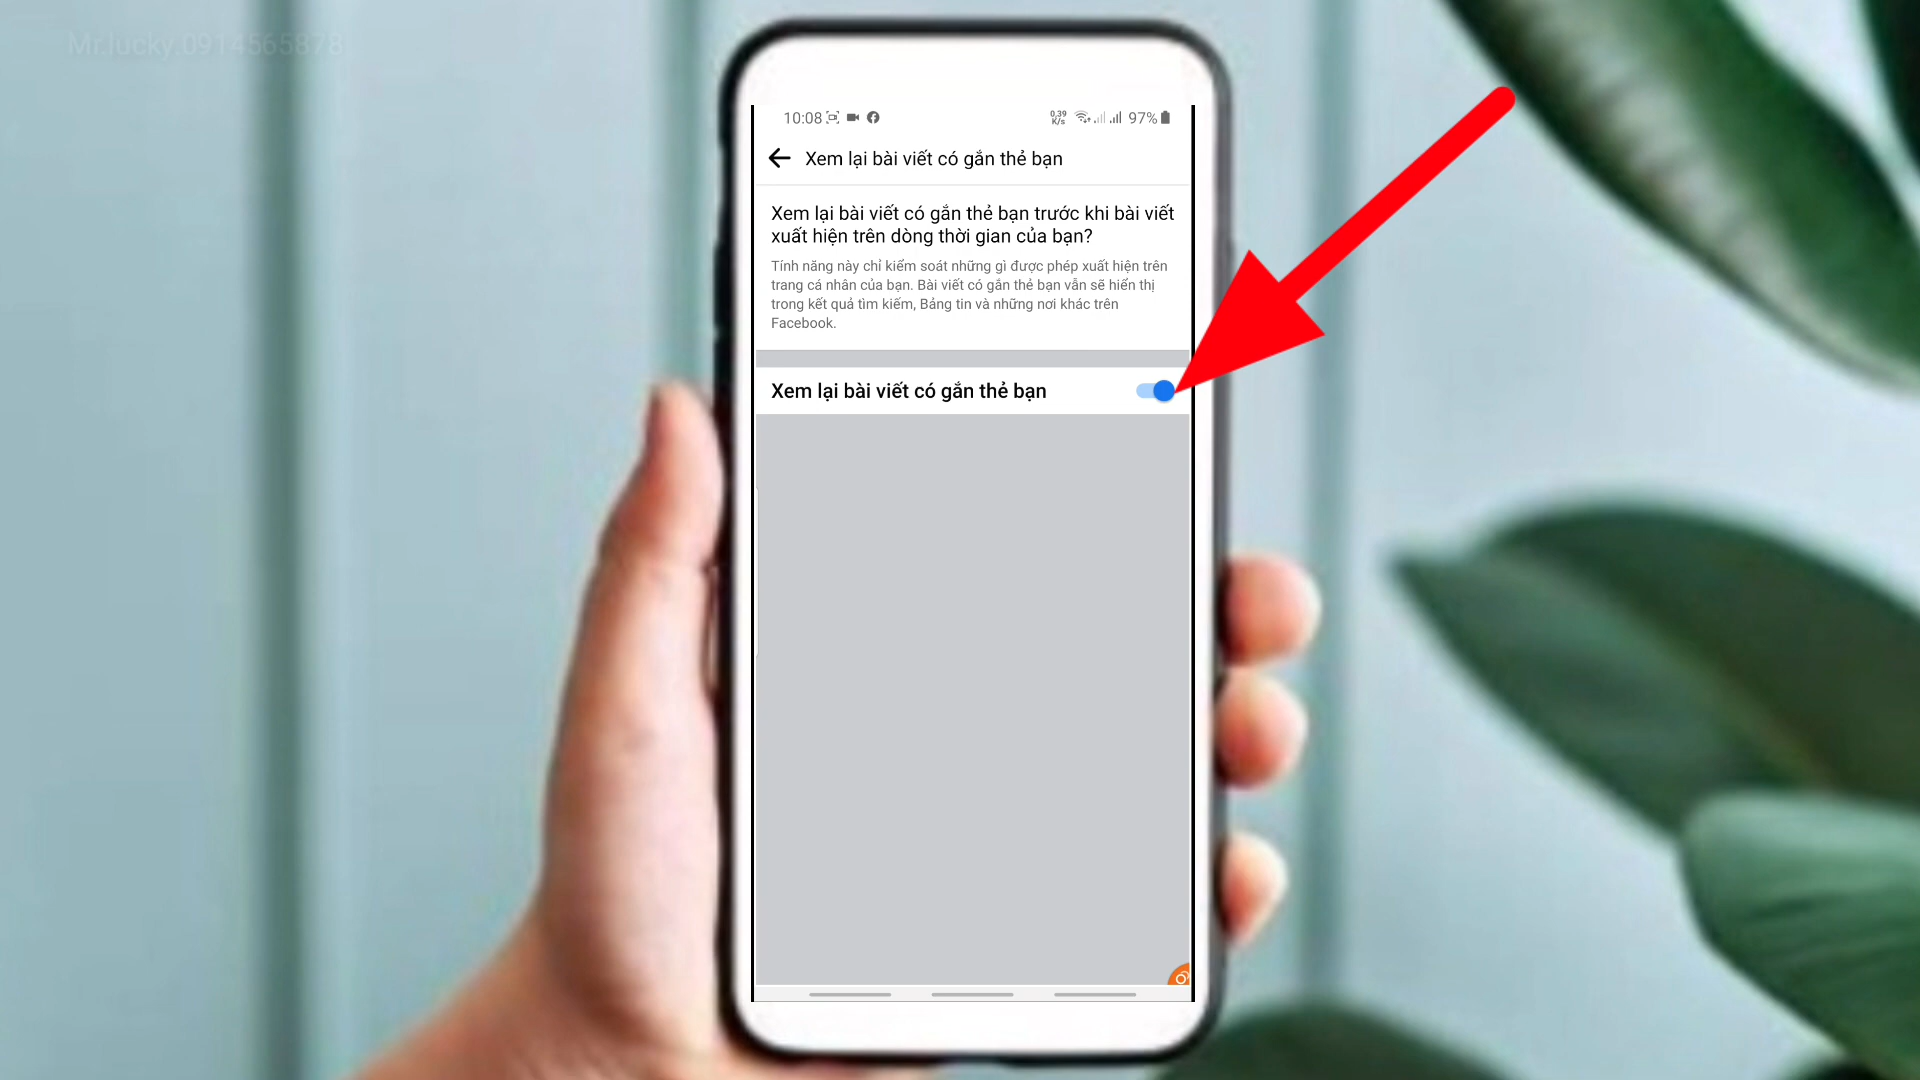 Mr.lucky.0914565878
10:08
0,39
K/s
97%
Xem lại bài viết có gắn thẻ bạn
Xem lại bài viết có gắn thẻ bạn trước khi bài viết
xuất hiện trên dòng thời gian của bạn?
Tính năng này chỉ kiểm soát những gì được phép xuất hiện trên
trang cá nhân của bạn. Bài viết có gắn thẻ bạn vẫn sẽ hiển thị
trong kết quả tìm kiếm, Bảng tin và những nơi khác trên
Facebook.
Xem lại bài viết có gắn thẻ bạn